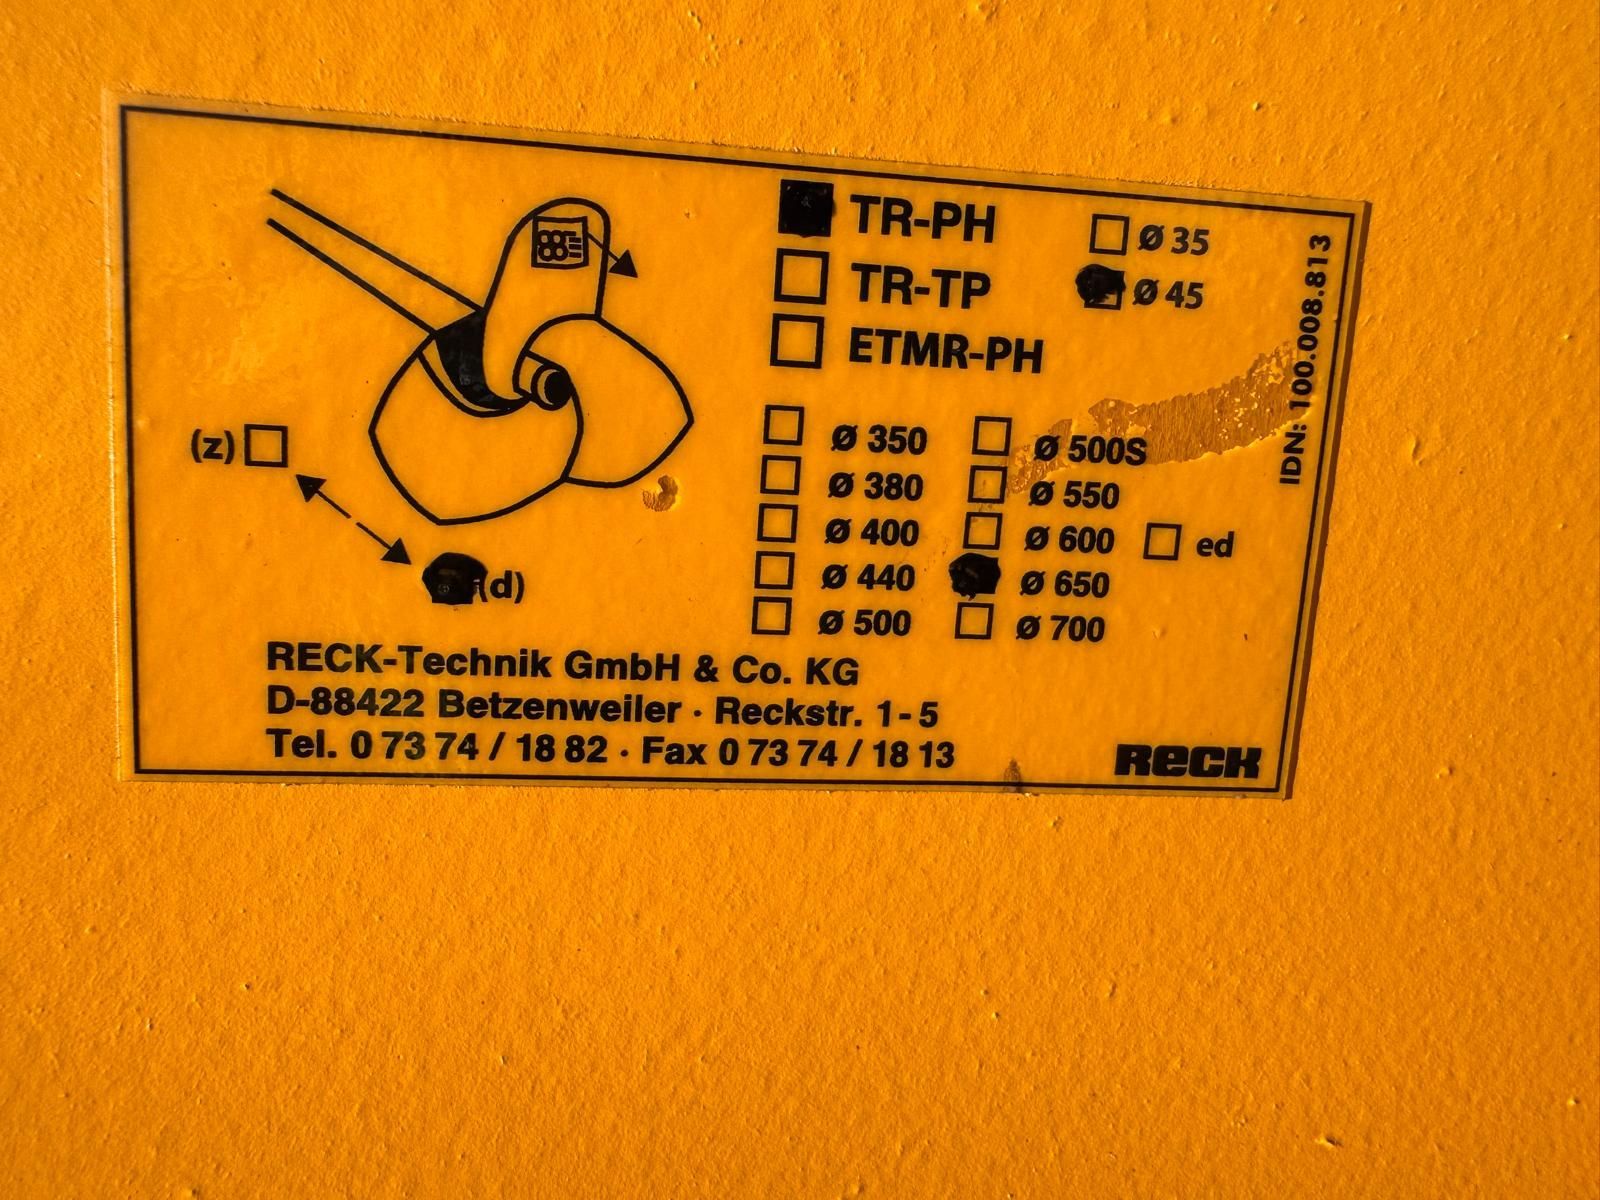 TR-PH
Ø 35
TR-TP
Ø 45
ETMR-PH
Ø 350
Ø 500S
Ø 380
Ø 550
Ø 400
Ø 600
ed
Ø 440
Ø 650
Ø 500
Ø 700
(z)
(d)
IDN: 100.008.813
RECK-Technik GmbH & Co. KG
D-88422 Betzenweiler · Reckstr. 1-5
Tel. 0 73 74 / 18 82 · Fax 0 73 74 / 18 13
RECK